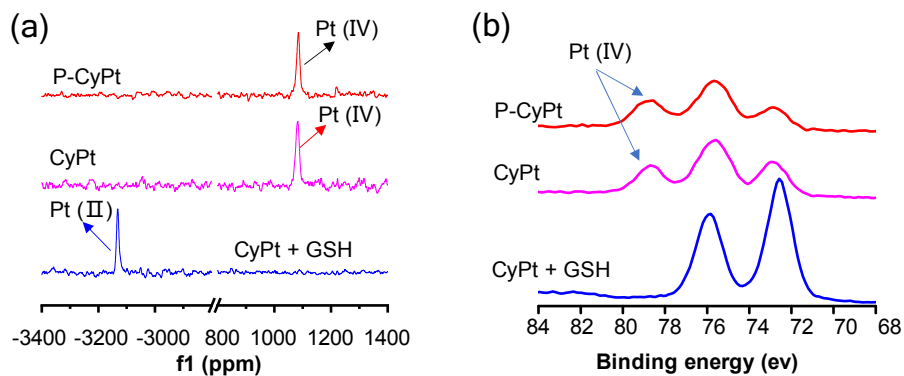 (a)
Pt (IV)
P-CyPt
Pt (IV)
CyPt
Pt (Ⅱ)
CyPt + GSH
-3400 -3000 800 1000 1200 1400
f1 (ppm)
(b)
Pt (IV)
P-CyPt
CyPt
CyPt + GSH
84 82 80 78 76 74 72 70 68
Binding energy (ev)